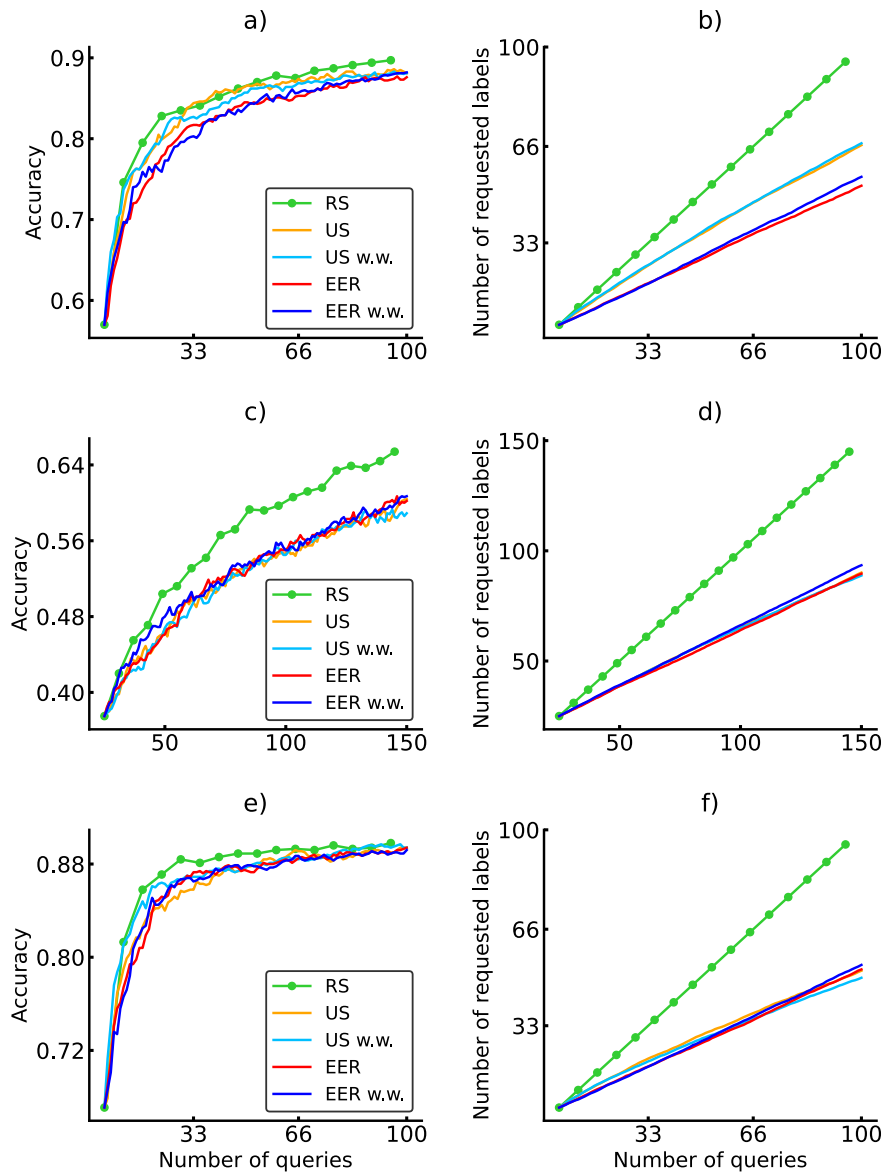 a)
0.9
0.8
0.7
0.6
Accuracy
RS
US
US w.w.
EER
EER w.w.
33
66
100
b)
100
66
33
Number of requested labels
33
66
100
c)
0.64
0.56
0.48
0.40
Accuracy
RS
US
US w.w.
EER
EER w.w.
50
100
150
d)
150
100
50
Number of requested labels
50
100
150
e)
0.88
0.80
0.72
Accuracy
RS
US
US w.w.
EER
EER w.w.
33
66
100
Number of queries
f)
100
66
33
Number of requested labels
33
66
100
Number of queries